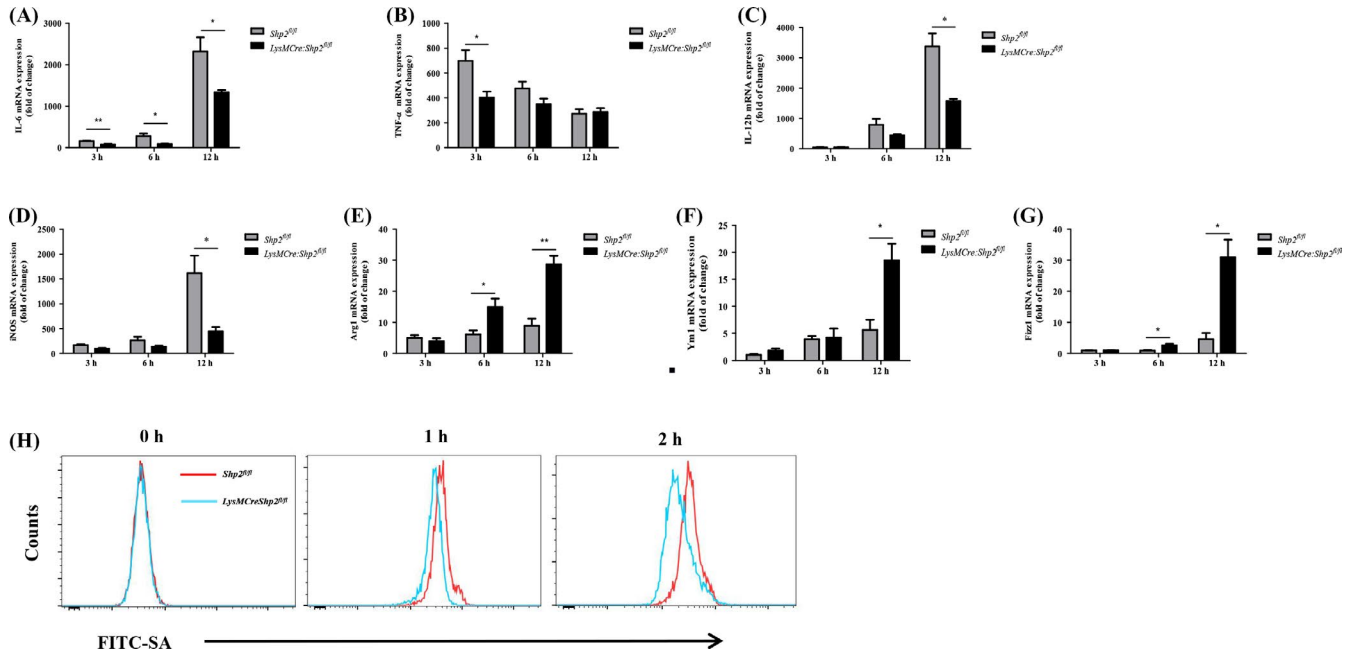 (A)
IL-6 mRNA expression
(fold of change)
3000
2000
1000
0
3 h 6 h 12 h
** * *
Shp2fl/fl
LysMCre:Shp2fl/fl
(B)
TNF-α mRNA expression
(fold of change)
1000
800
600
400
200
0
3 h 6 h 12 h
*
Shp2fl/fl
LysMCre:Shp2fl/fl
(C)
IL-12b mRNA expression
(fold of change)
5000
4000
3000
2000
1000
0
3 h 6 h 12 h
*
Shp2fl/fl
LysMCre:Shp2fl/fl
(D)
iNOS mRNA expression
(fold of change)
2500
2000
1500
1000
500
0
3 h 6 h 12 h
*
Shp2fl/fl
LysMCre:Shp2fl/fl
(E)
Arg1 mRNA expression
(fold of change)
40
30
20
10
0
3 h 6 h 12 h
* **
Shp2fl/fl
LysMCre:Shp2fl/fl
(F)
Ym1 mRNA expression
(fold of change)
25
20
15
10
5
0
3 h 6 h 12 h
*
Shp2fl/fl
LysMCre:Shp2fl/fl
(G)
Fizz1 mRNA expression
(fold of change)
40
30
20
10
0
3 h 6 h 12 h
* *
Shp2fl/fl
LysMCre:Shp2fl/fl
(H)
0 h 1 h 2 h
Shp2fl/fl
LysMCreShp2fl/fl
Counts
FITC-SA